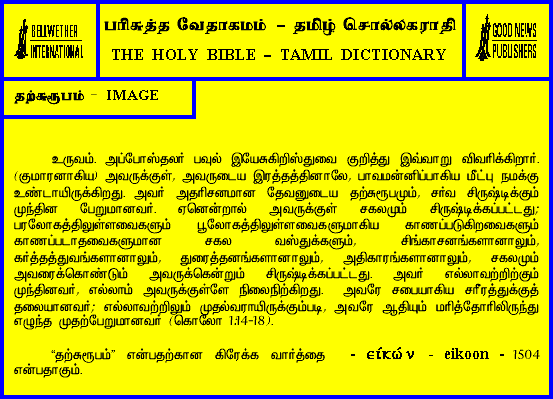 BELLWETHER
INTERNATIONAL
பரிசுத்த வேதாகமம் – தமிழ் சொல்லகராதி
THE HOLY BIBLE – TAMIL DICTIONARY
GOOD NEWS
PUBLISHERS
தற்சுரூபம் – IMAGE
உருவம். அப்போஸ்தலர் பவுல் இயேசுகிறிஸ்துவை குறித்து இவ்வாறு விவரிக்கிறார்.
(குமாரனாகிய) அவருக்குள், அவருடைய இரத்தத்தினாலே, பாவமன்னிப்பாகிய மீட்பு நமக்கு
உண்டாயிருக்கிறது. அவர் அதரிசனமான தேவனுடைய தற்சுரூபமும், சர்வ சிருஷ்டிக்கும்
முந்தின பேறுமானவர். ஏனென்றால் அவருக்குள் சகலமும் சிருஷ்டிக்கப்பட்டது;
பரலோகத்திலுள்ளவைகளும் பூலோகத்திலுள்ளவைகளுமாகிய காணப்படுகிறவைகளும்
காணப்படாதவைகளுமான சகல வஸ்துக்களும், சிங்காசனங்களானாலும்,
கர்த்தத்துவங்களானாலும், துரைத்தனங்களானாலும், அதிகாரங்களானாலும், சகலமும்
அவரைக்கொண்டும் அவருக்கென்றும் சிருஷ்டிக்கப்பட்டது. அவர் எல்லாவற்றிற்கும்
முந்தினவர், எல்லாம் அவருக்குள்ளே நிலைநிற்கிறது. அவரே சபையாகிய சரீரத்துக்குத்
தலையானவர்; எல்லாவற்றிலும் முதல்வராயிருக்கும்படி, அவரே ஆதியும் மரித்தோரிலிருந்து
எழுந்த முதற்பேறுமானவர் (கொலோ 1:14-18).
“தற்சுரூபம்” என்பதற்கான கிரேக்க வார்த்தை - εἰκών - eikoon - 1504
என்பதாகும்.